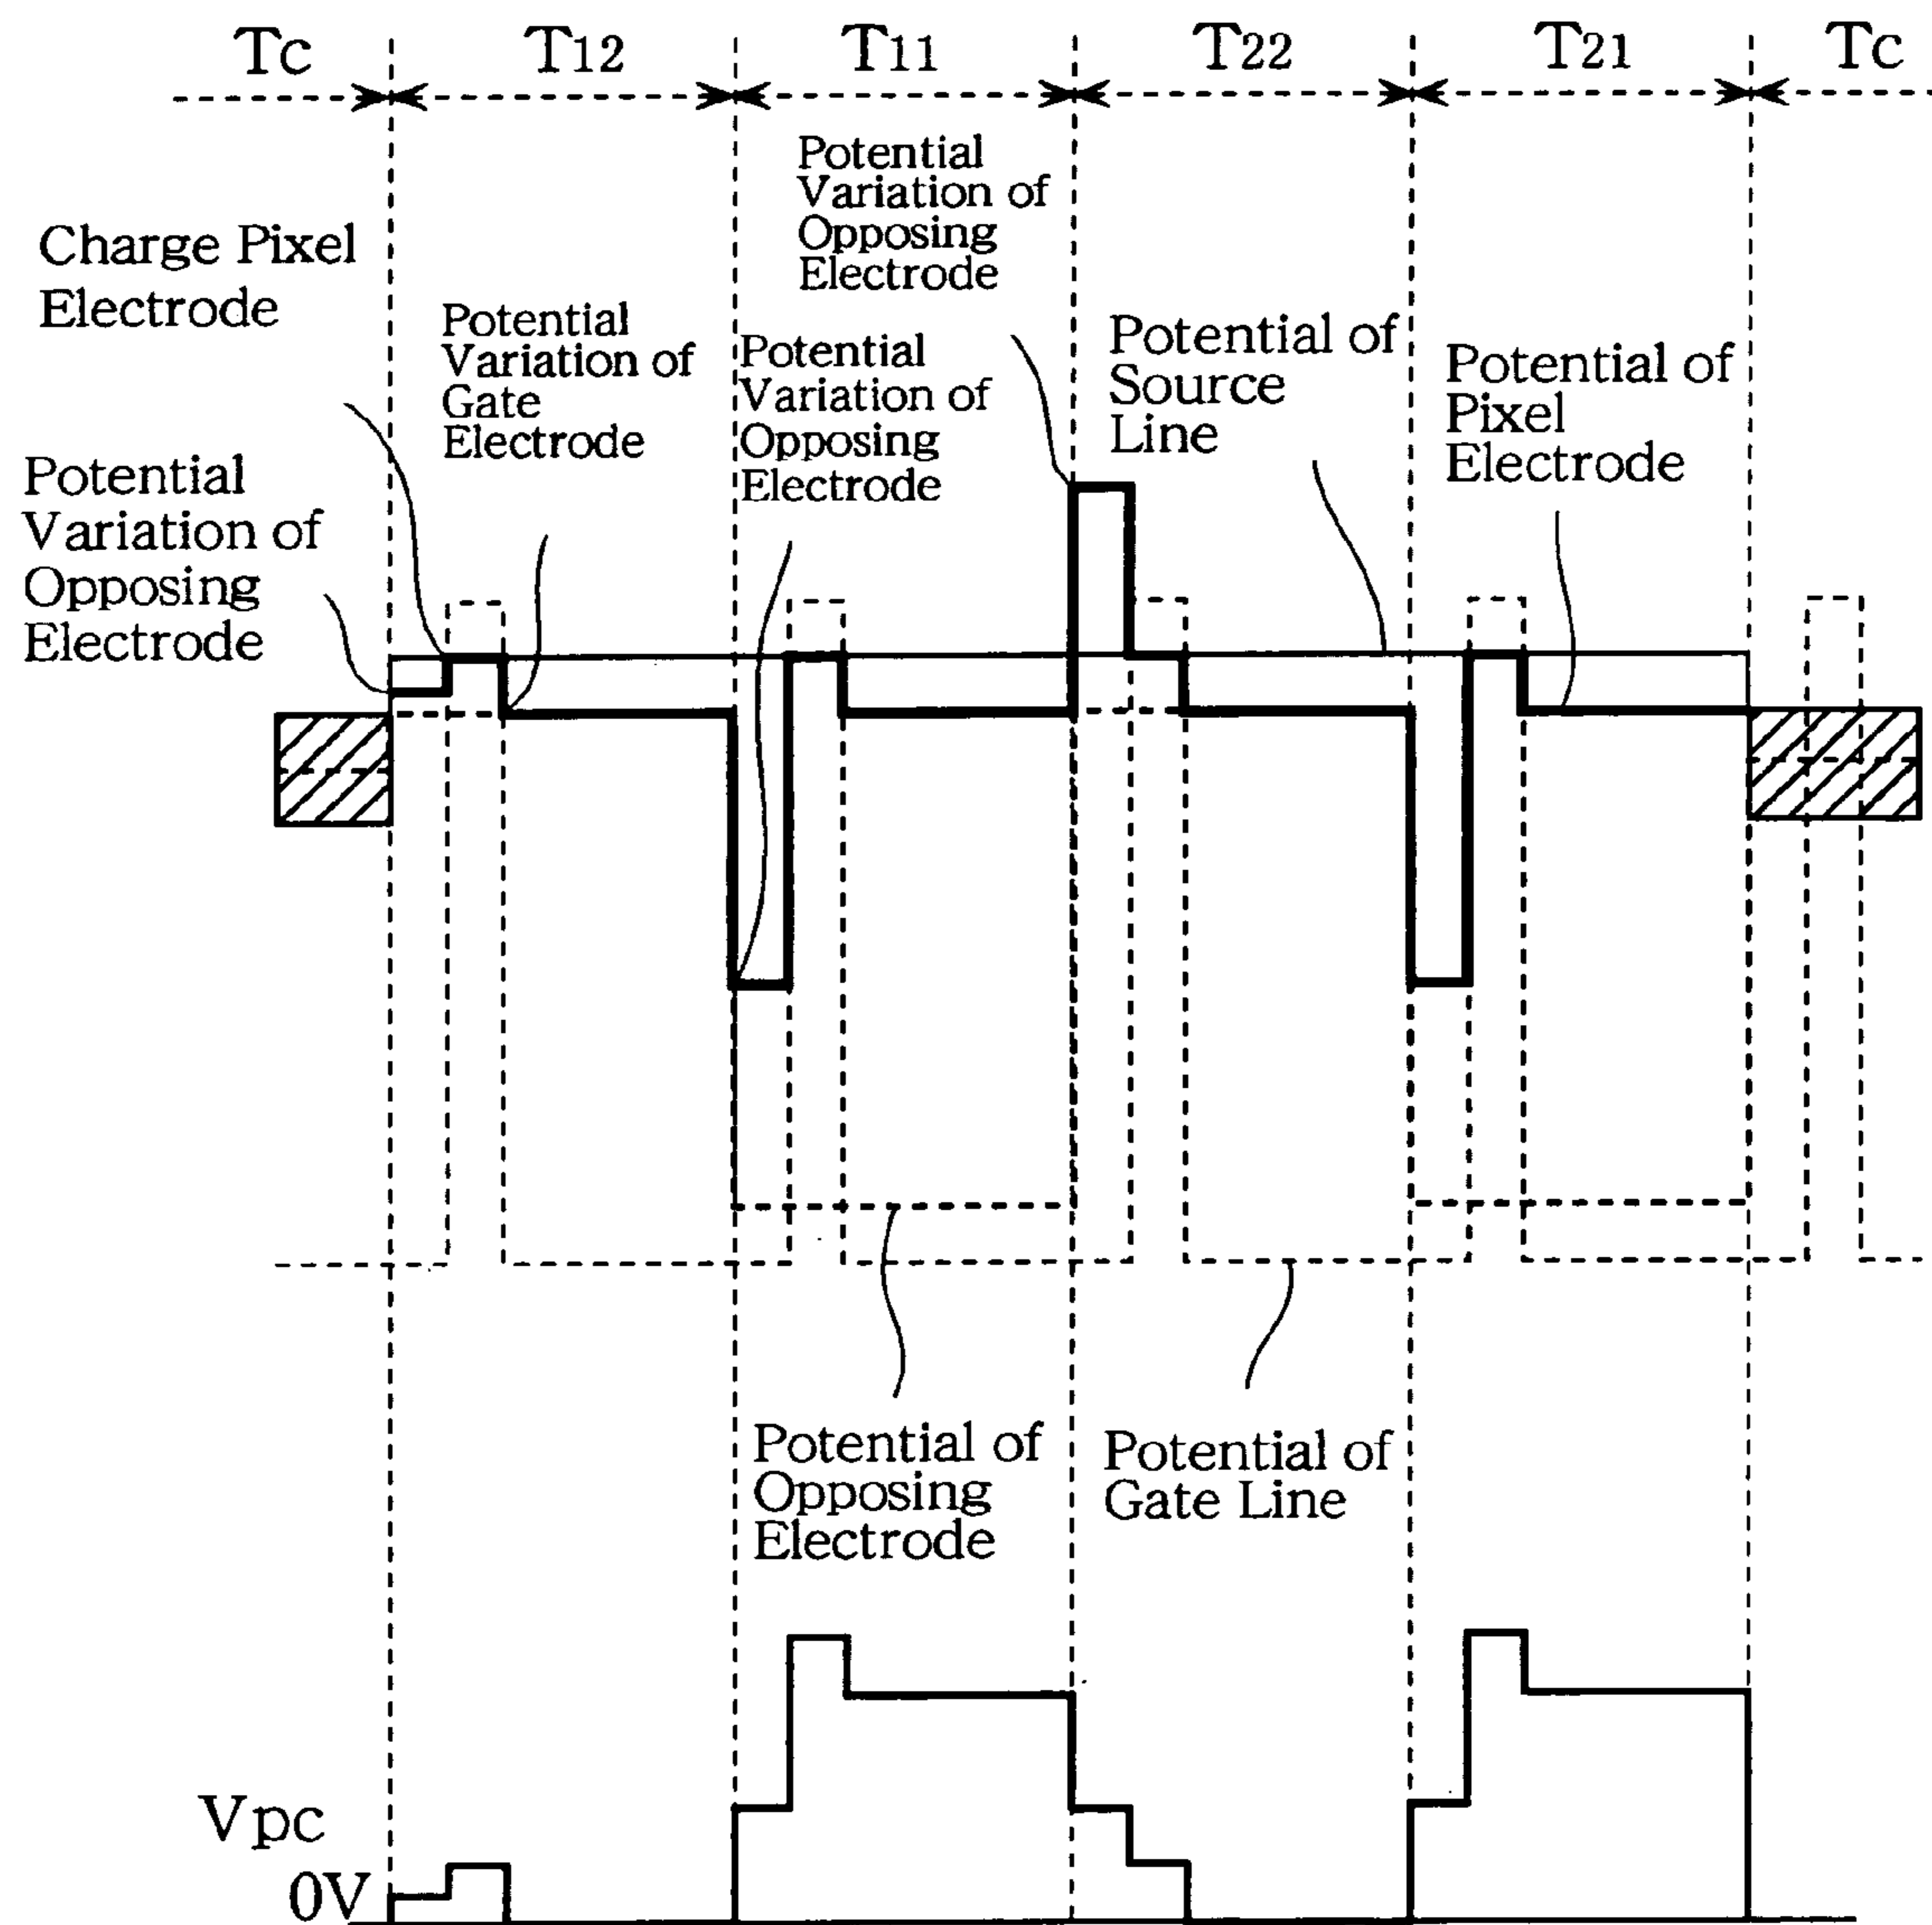 Tc T12 T11 T22 T21 Tc
Potential
Variation of
Opposing
Electrode
Charge Pixel
Electrode
Potential
Variation of
Gate
Electrode
Potential
Variation of
Opposing
Electrode
Potential of
Source
Line
Potential of
Pixel
Electrode
Potential
Variation of
Opposing
Electrode
Potential of
Opposing
Electrode
Potential of
Gate Line
Vpc
0V